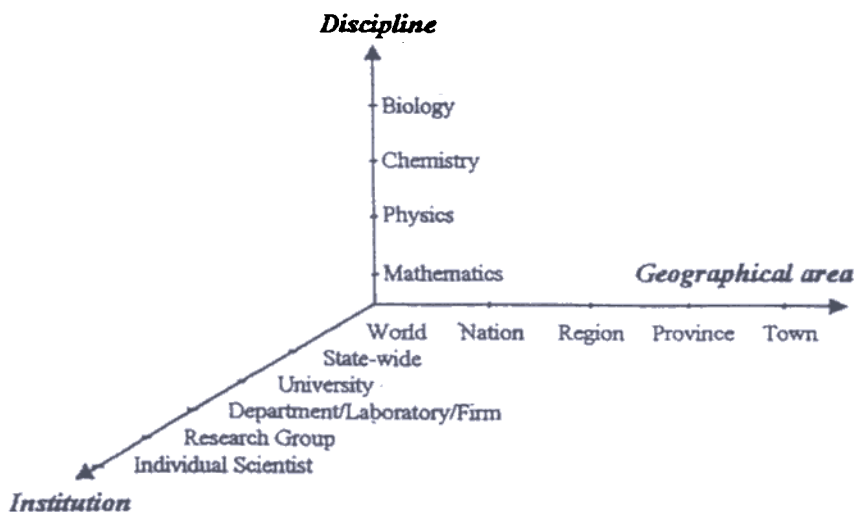 Discipline
Biology
Chemistry
Physics
Mathematics
Geographical area
World Nation Region Province Town
State-wide
University
Department/Laboratory/Firm
Research Group
Individual Scientist
Institution